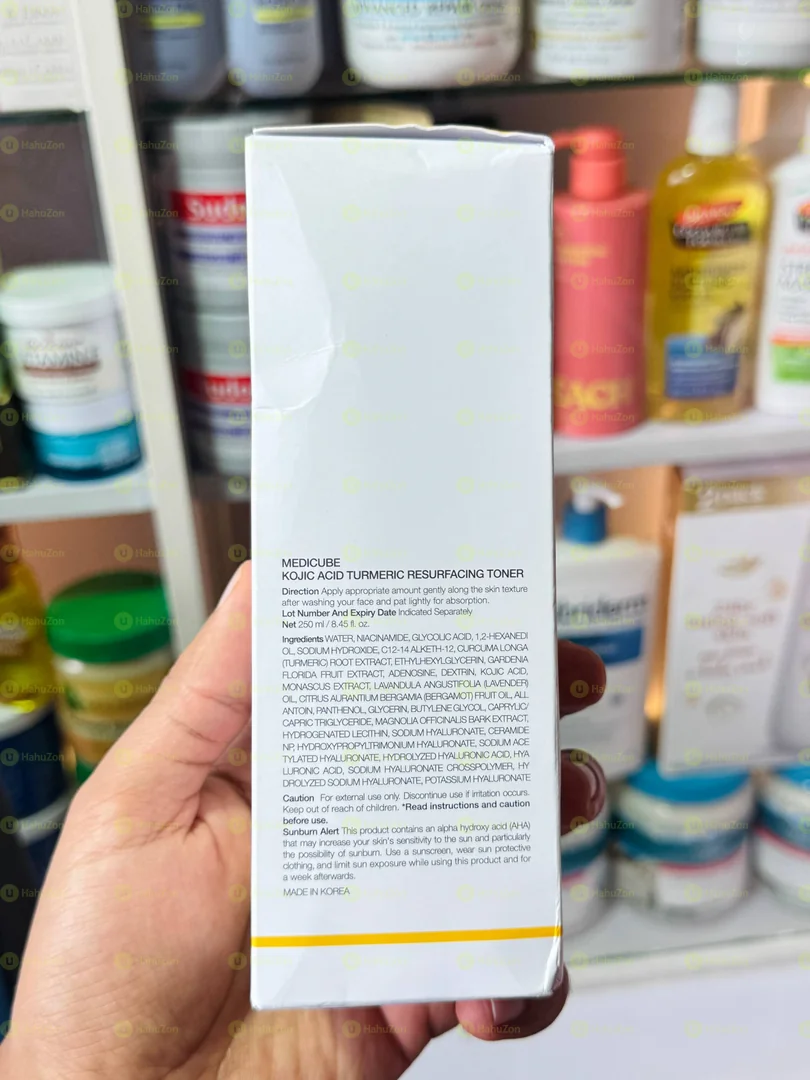 MEDICUBE
KOJIC ACID TURMERIC RESURFACING TONER
Direction Apply appropriate amount gently along the skin texture
after washing your face and pat lightly for absorption.
Lot Number And Expiry Date Indicated Separately
Net 250 ml / 8.45 fl. oz.
Ingredients WATER, NIACINAMIDE, GLYCOLIC ACID, 1,2-HEXANEDI
OL, SODIUM HYDROXIDE, C12-14 ALKETH-12, CURCUMA LONGA
(TURMERIC) ROOT EXTRACT, ETHYLHEXYLGLYCERIN, GARDENIA
FLORIDA FRUIT EXTRACT, ADENOSINE, DEXTRIN, KOJIC ACID,
MONASCUS EXTRACT, LAVANDULA ANGUSTIFOLIA (LAVENDER)
OIL, CITRUS AURANTIUM BERGAMIA (BERGAMOT) FRUIT OIL, ALL
ANTOIN, PANTHENOL, GLYCERIN, BUTYLENE GLYCOL, CAPRYLIC/
CAPRIC TRIGLYCERIDE, MAGNOLIA OFFICINALIS BARK EXTRACT,
HYDROGENATED LECITHIN, SODIUM HYALURONATE, CERAMIDE
NP, HYDROXYPROPYLTRIMONIUM HYALURONATE, SODIUM ACE
TYLATED HYALURONATE, HYDROLYZED HYALURONIC ACID, HYA
LURONIC ACID, SODIUM HYALURONATE CROSSPOLYMER, HY
DROLYZED SODIUM HYALURONATE, POTASSIUM HYALURONATE
Caution For external use only. Discontinue use if irritation occurs.
Keep out of reach of children. *Read instructions and caution
before use.
Sunburn Alert This product contains an alpha hydroxy acid (AHA)
that may increase your skin's sensitivity to the sun and particularly
the possibility of sunburn. Use a sunscreen, wear sun protective
clothing, and limit sun exposure while using this product and for
a week afterwards.
MADE IN KOREA
HahuZon